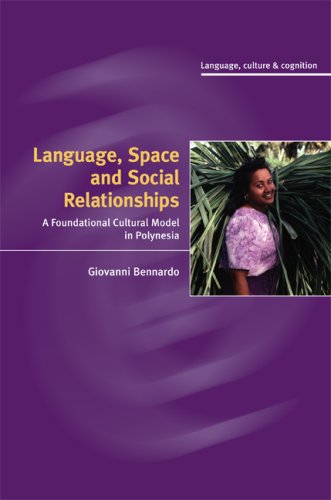 Language, culture & cognition
Language, Space
and Social
Relationships
A Foundational Cultural Model
in Polynesia
Giovanni Bennardo